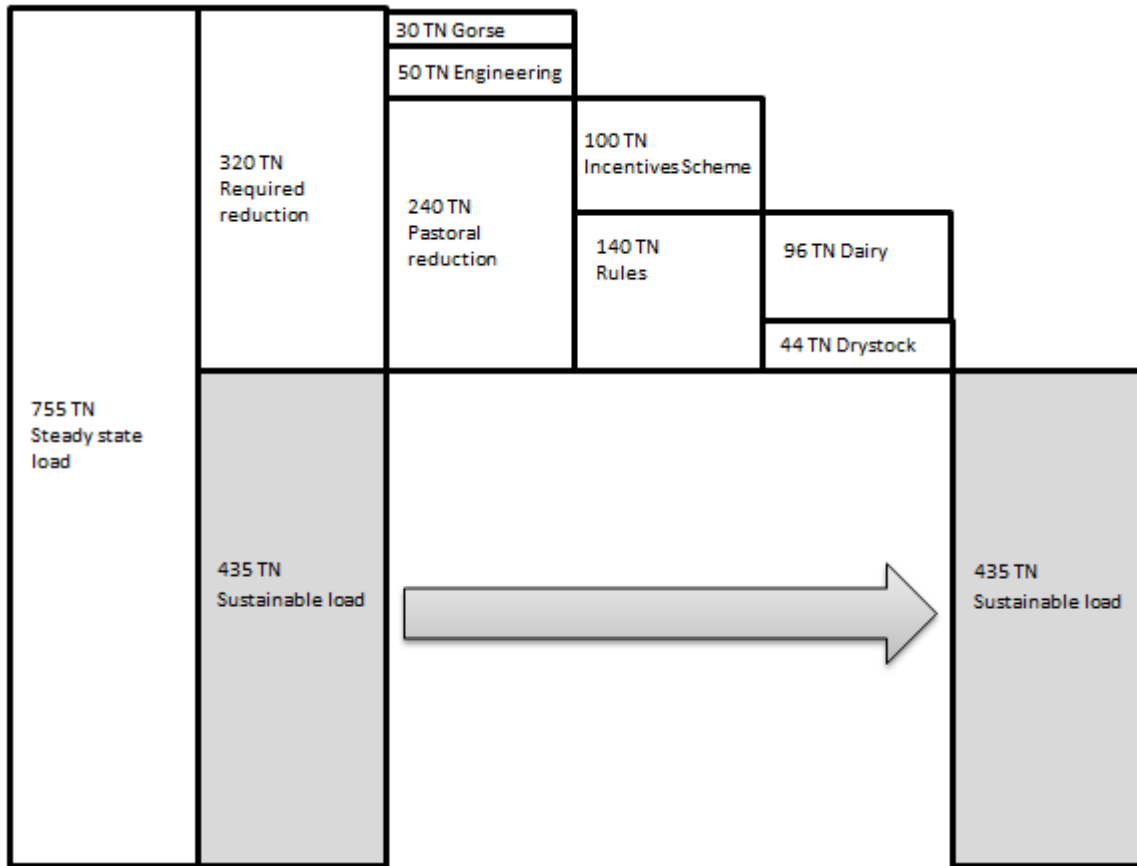 755 TN
Steady state
load
320 TN
Required
reduction
435 TN
Sustainable load
30 TN Gorse
50 TN Engineering
240 TN
Pastoral
reduction
100 TN
Incentives Scheme
140 TN
Rules
96 TN Dairy
44 TN Drystock
435 TN
Sustainable load